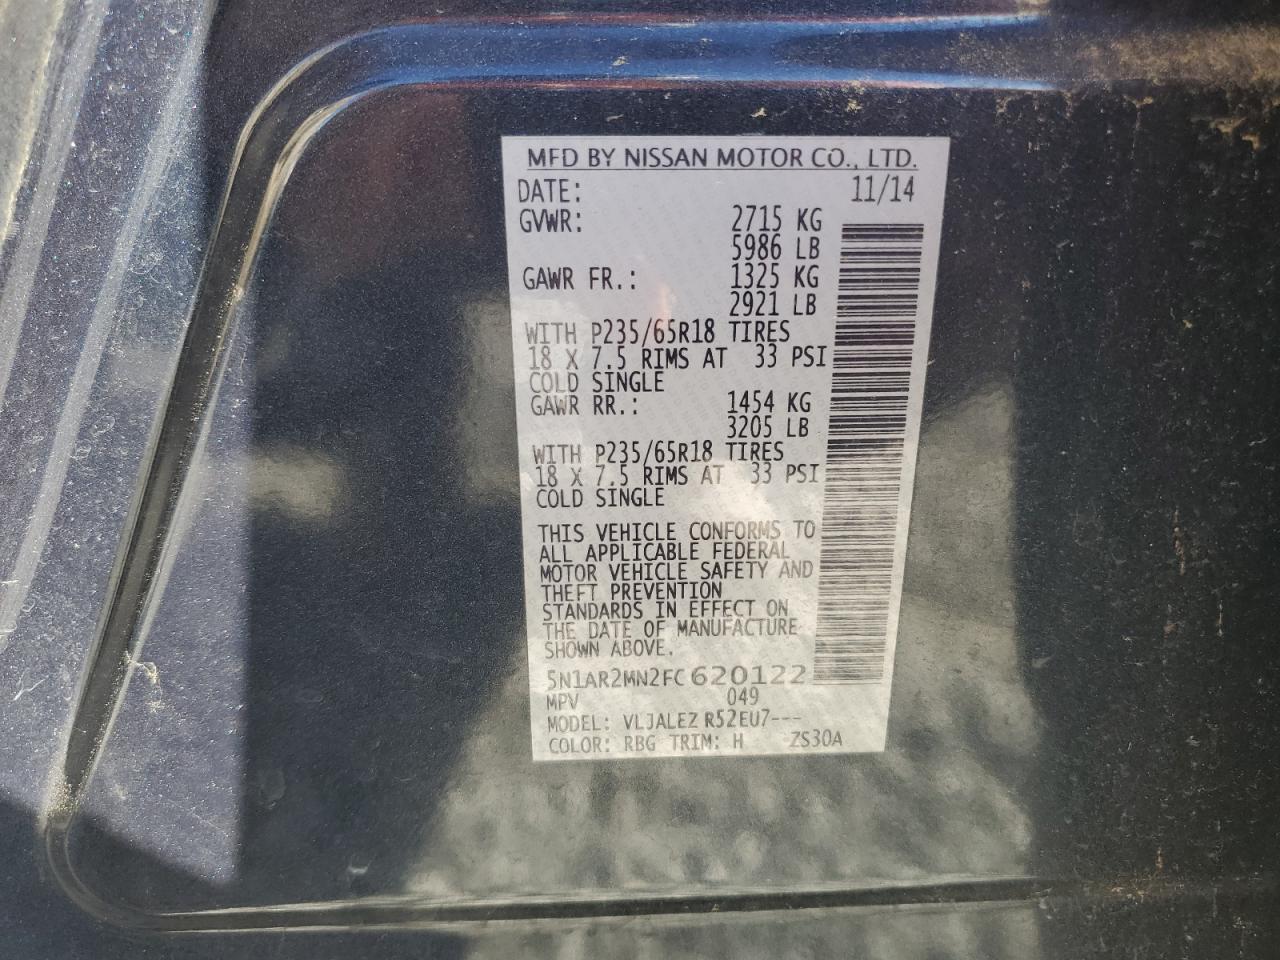 MFD BY NISSAN MOTOR CO., LTD.
DATE: 11/14
GVWR: 2715 KG
5986 LB
GAWR FR.: 1325 KG
2921 LB
WITH P235/65R18 TIRES
18 X 7.5 RIMS AT 33 PSI
COLD SINGLE
GAWR RR.: 1454 KG
3205 LB
WITH P235/65R18 TIRES
18 X 7.5 RIMS AT 33 PSI
COLD SINGLE
THIS VEHICLE CONFORMS TO
ALL APPLICABLE FEDERAL
MOTOR VEHICLE SAFETY AND
THEFT PREVENTION
STANDARDS IN EFFECT ON
THE DATE OF MANUFACTURE
SHOWN ABOVE.
5N1AR2MN2FC620122
MPV 049
MODEL: VLJALEZ R52EU7---
COLOR: RBG TRIM: H ZS30A